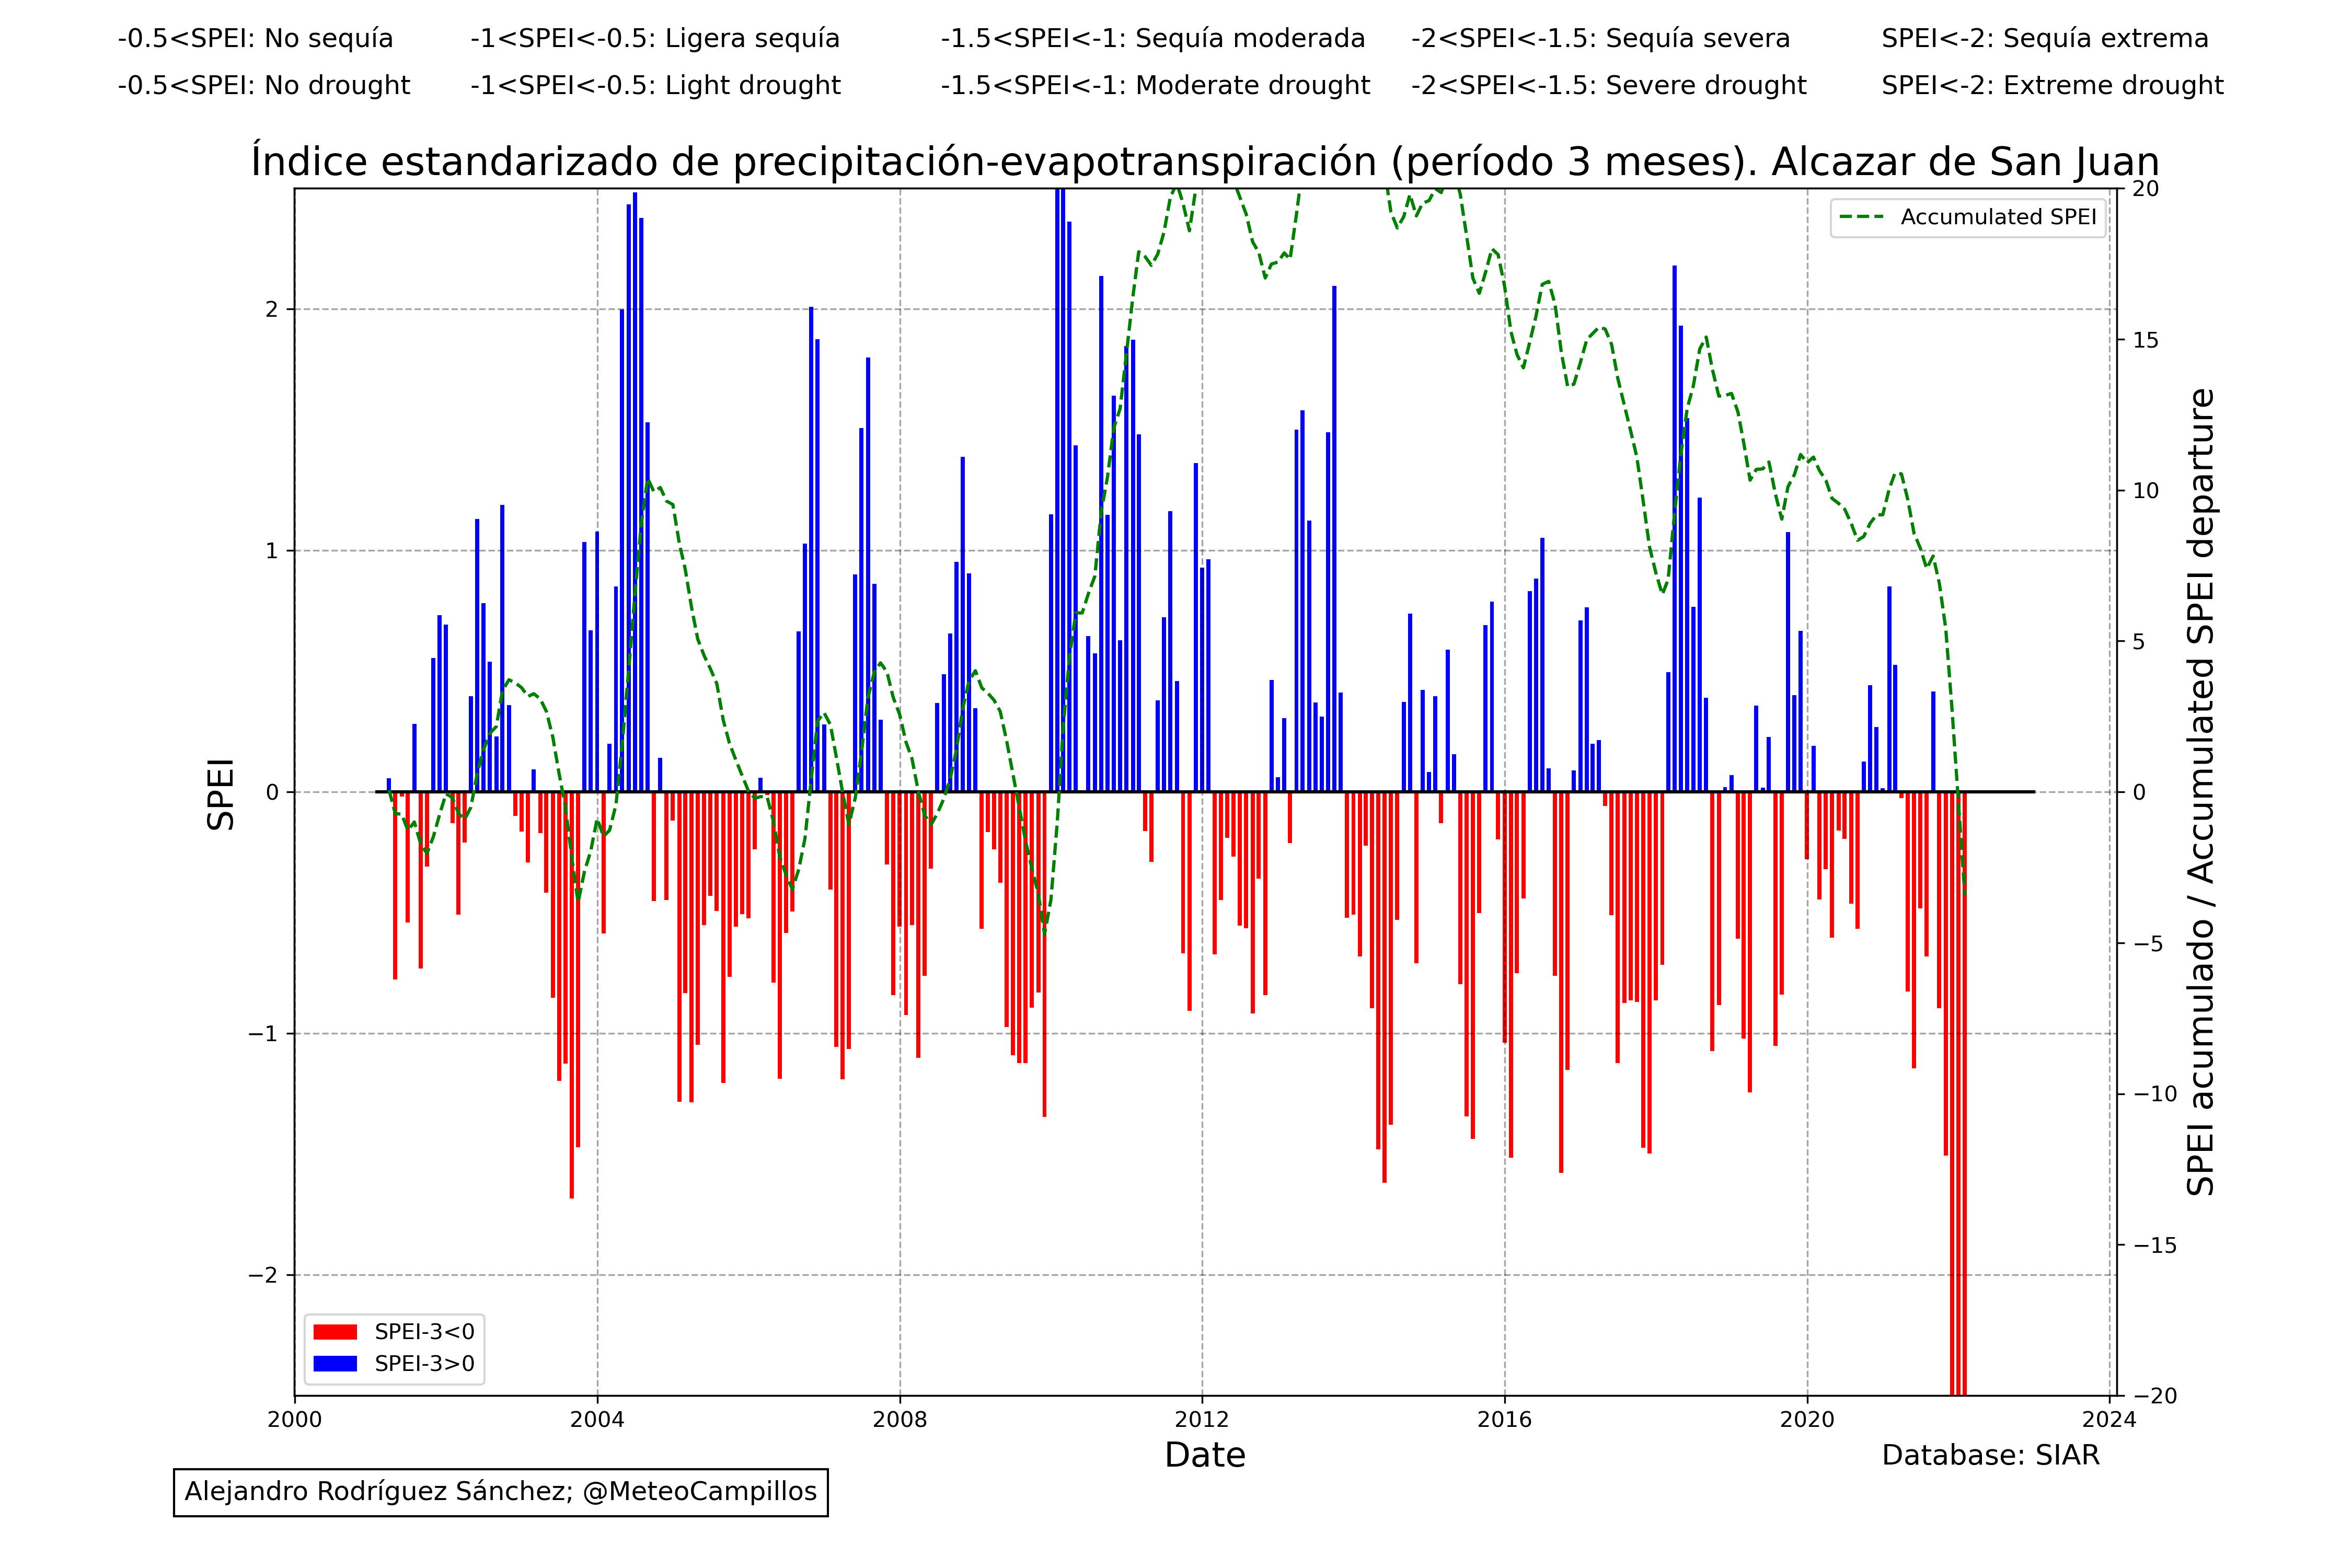 -0.5<SPEI: No sequía -1<SPEI<-0.5: Ligera sequía -1.5<SPEI<-1: Sequía moderada -2<SPEI<-1.5: Sequía severa SPEI<-2: Sequía extrema
-0.5<SPEI: No drought -1<SPEI<-0.5: Light drought -1.5<SPEI<-1: Moderate drought -2<SPEI<-1.5: Severe drought SPEI<-2: Extreme drought
Índice estandarizado de precipitación-evapotranspiración (período 3 meses). Alcazar de San Juan
Accumulated SPEI
SPEI
2
1
0
−1
−2
20
15
10
5
0
−5
−10
−15
−20
SPEI acumulado / Accumulated SPEI departure
SPEI-3<0
SPEI-3>0
2000 2004 2008 2012 2016 2020 2024
Date
Database: SIAR
Alejandro Rodríguez Sánchez; @MeteoCampillos